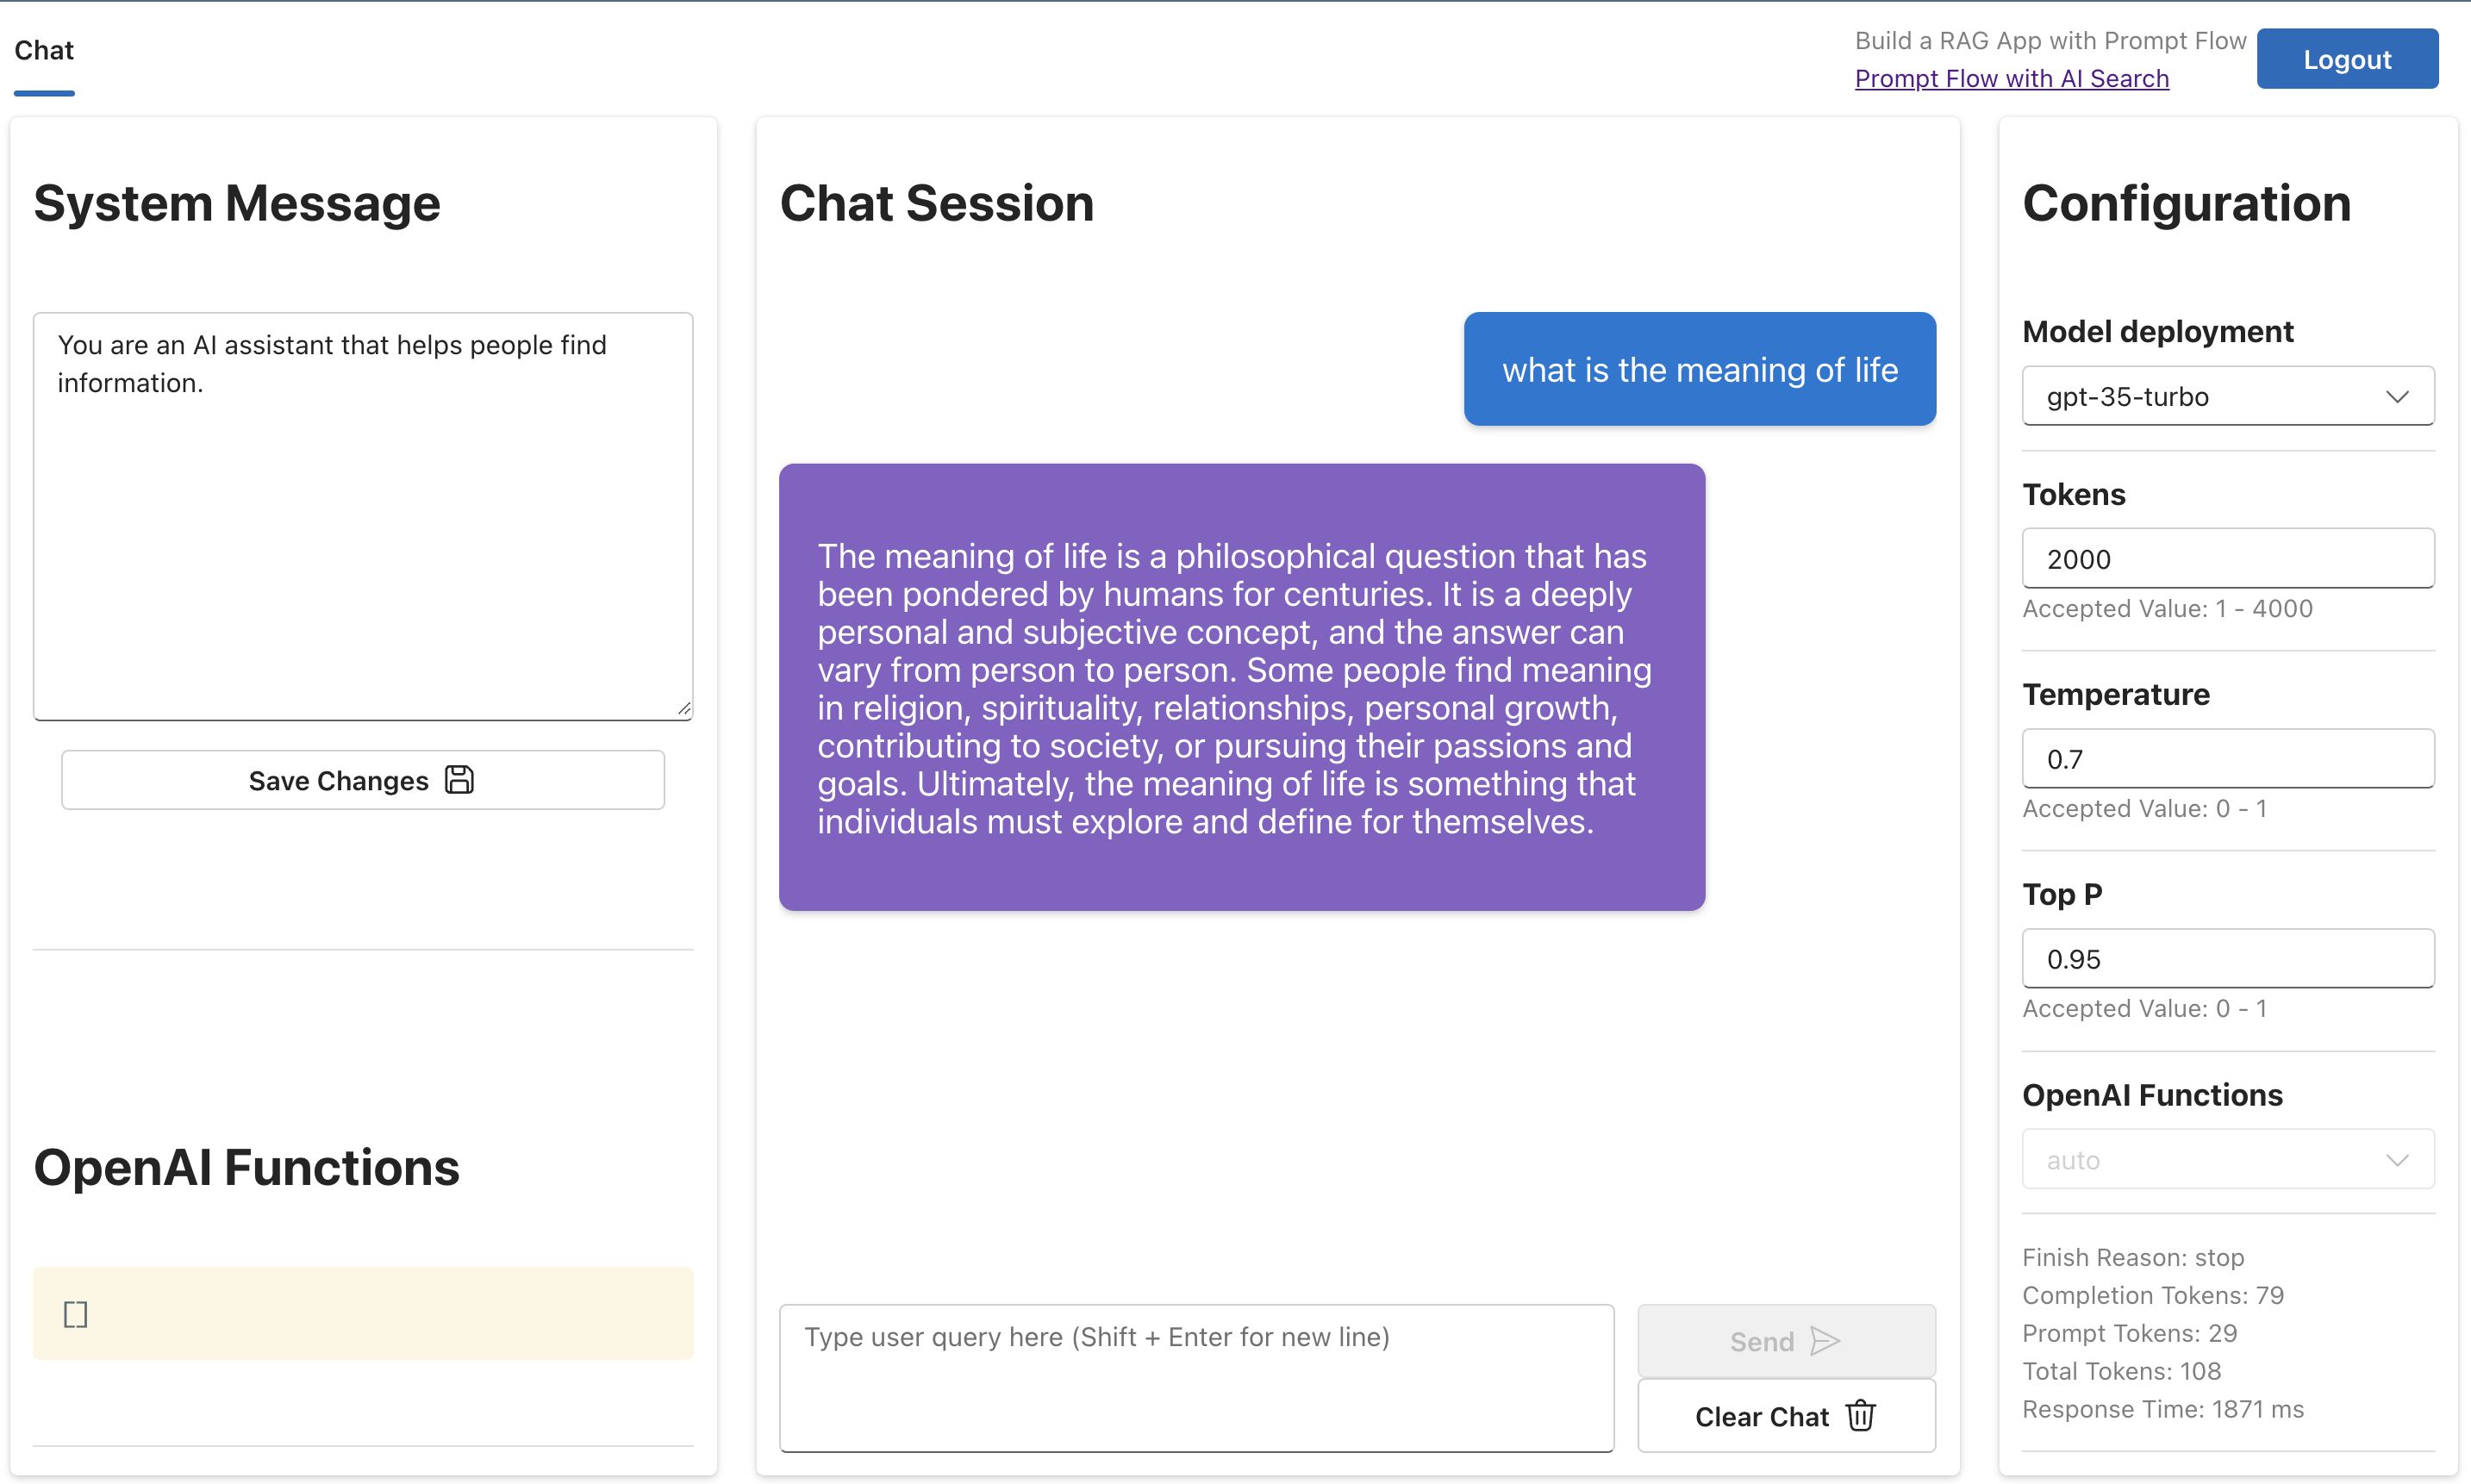 Chat
Build a RAG App with Prompt Flow
Prompt Flow with AI Search
Logout
System Message
You are an AI assistant that helps people find
information.
Save Changes
OpenAI Functions
[]
Chat Session
what is the meaning of life
The meaning of life is a philosophical question that has
been pondered by humans for centuries. It is a deeply
personal and subjective concept, and the answer can
vary from person to person. Some people find meaning
in religion, spirituality, relationships, personal growth,
contributing to society, or pursuing their passions and
goals. Ultimately, the meaning of life is something that
individuals must explore and define for themselves.
Type user query here (Shift + Enter for new line)
Send
Clear Chat
Configuration
Model deployment
gpt-35-turbo
Tokens
2000
Accepted Value: 1 - 4000
Temperature
0.7
Accepted Value: 0 - 1
Top P
0.95
Accepted Value: 0 - 1
OpenAI Functions
auto
Finish Reason: stop
Completion Tokens: 79
Prompt Tokens: 29
Total Tokens: 108
Response Time: 1871 ms